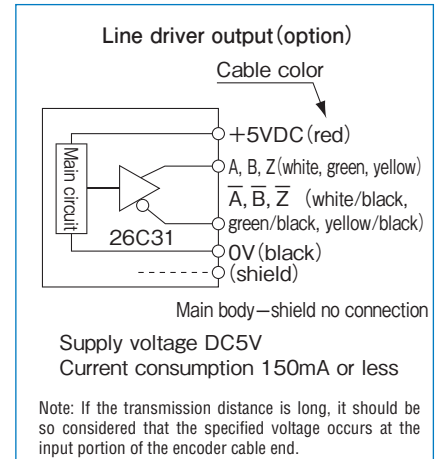 Line driver output(option)
Cable color
+5VDC(red)
A, B, Z(white, green, yellow)
A̅, B̅, Z̅ (white/black,
green/black, yellow/black)
Main circuit
26C31
0V(black)
(shield)
Main body—shield no connection
Supply voltage DC5V
Current consumption 150mA or less
Note: If the transmission distance is long, it should be
so considered that the specified voltage occurs at the
input portion of the encoder cable end.